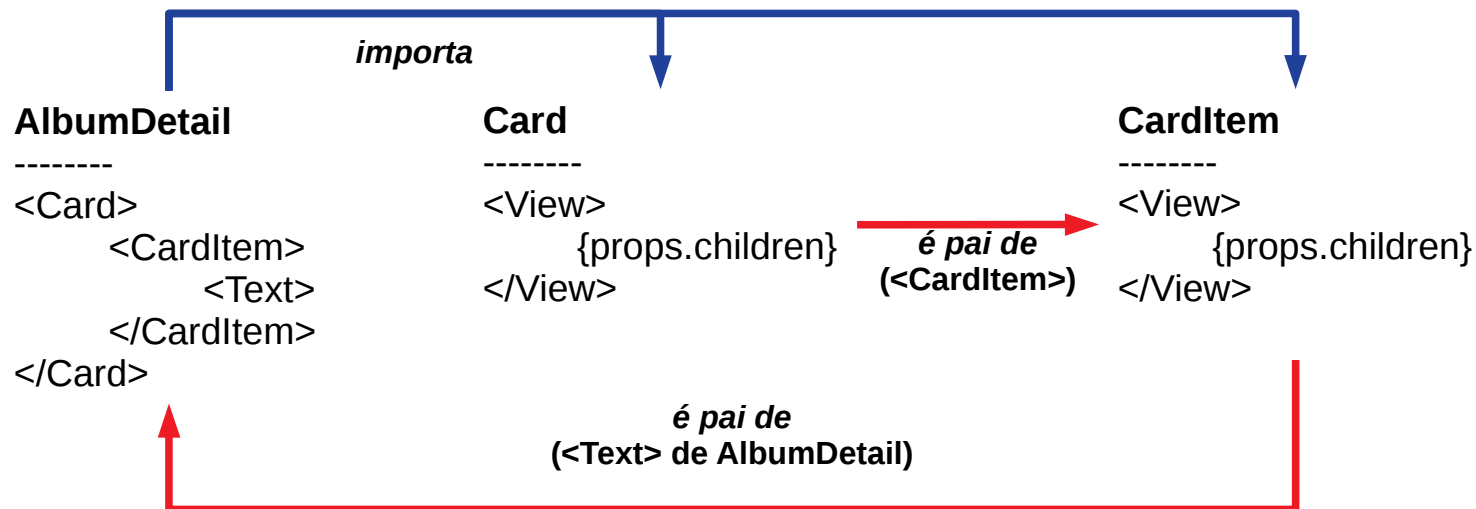 importa
AlbumDetail
--------
<Card>
<CardItem>
<Text>
</CardItem>
</Card>
Card
--------
<View>
{props.children}
</View>
é pai de
(<CardItem>)
CardItem
--------
<View>
{props.children}
</View>
é pai de
(<Text> de AlbumDetail)